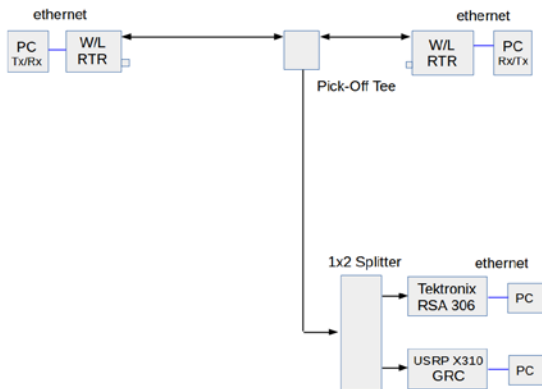 ethernet
ethernet
PC
Tx/Rx
W/L
RTR
W/L
RTR
PC
Rx/Tx
Pick-Off Tee
1x2 Splitter
ethernet
Tektronix
RSA 306
PC
USRP X310
GRC
PC